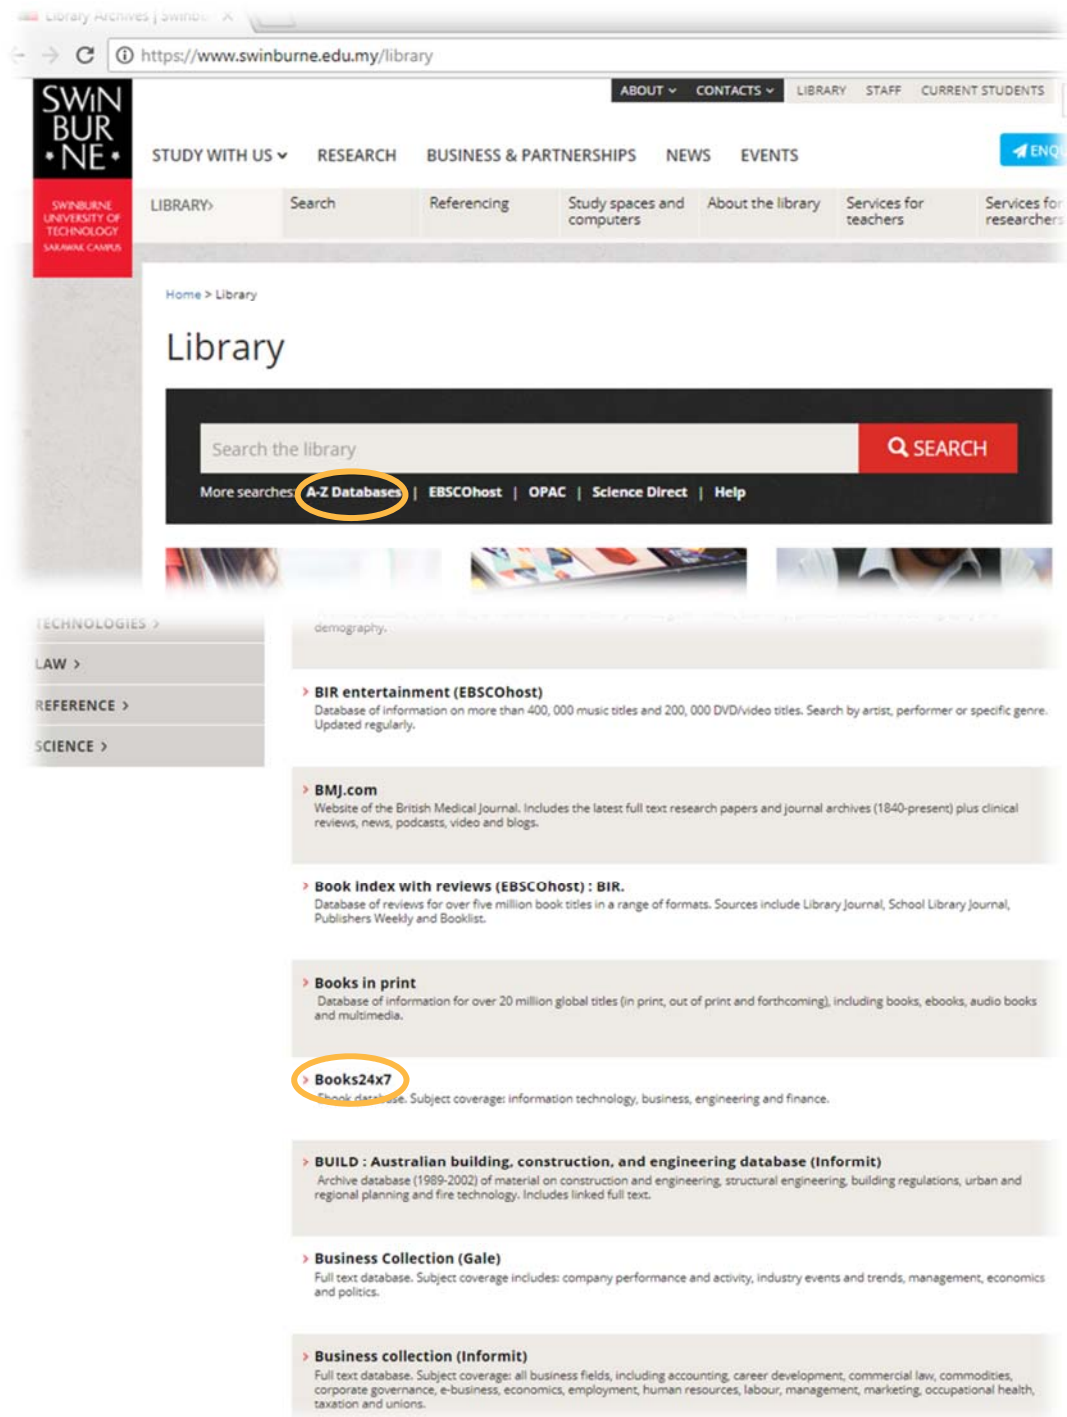 Library Archives | Swinbu
https://www.swinburne.edu.my/library
SWIN
BUR
•NE•
SWINBURNE
UNIVERSITY OF
TECHNOLOGY
SARAWAK CAMPUS
ABOUT CONTACTS LIBRARY STAFF CURRENT STUDENTS
STUDY WITH US RESEARCH BUSINESS & PARTNERSHIPS NEWS EVENTS ENQU
LIBRARY> Search Referencing Study spaces and computers About the library Services for teachers Services for researchers
Home > Library
Library
Search the library SEARCH
More searches: A-Z Databases | EBSCOhost | OPAC | Science Direct | Help
TECHNOLOGIES >
LAW >
REFERENCE >
SCIENCE >
demography.
> BIR entertainment (EBSCOhost)
Database of information on more than 400, 000 music titles and 200, 000 DVD/video titles. Search by artist, performer or specific genre.
Updated regularly.
> BMJ.com
Website of the British Medical Journal. Includes the latest full text research papers and journal archives (1840-present) plus clinical
reviews, news, podcasts, video and blogs.
> Book index with reviews (EBSCOhost) : BIR.
Database of reviews for over five million book titles in a range of formats. Sources include Library Journal, School Library Journal,
Publishers Weekly and Booklist.
> Books in print
Database of information for over 20 million global titles (in print, out of print and forthcoming), including books, ebooks, audio books
and multimedia.
> Books24x7
Ebook database. Subject coverage: information technology, business, engineering and finance.
> BUILD : Australian building, construction, and engineering database (Informit)
Archive database (1989-2002) of material on construction and engineering, structural engineering, building regulations, urban and
regional planning and fire technology. Includes linked full text.
> Business Collection (Gale)
Full text database. Subject coverage includes: company performance and activity, industry events and trends, management, economics
and politics.
> Business collection (Informit)
Full text database. Subject coverage: all business fields, including accounting, career development, commercial law, commodities,
corporate governance, e-business, economics, employment, human resources, labour, management, marketing, occupational health,
taxation and unions.